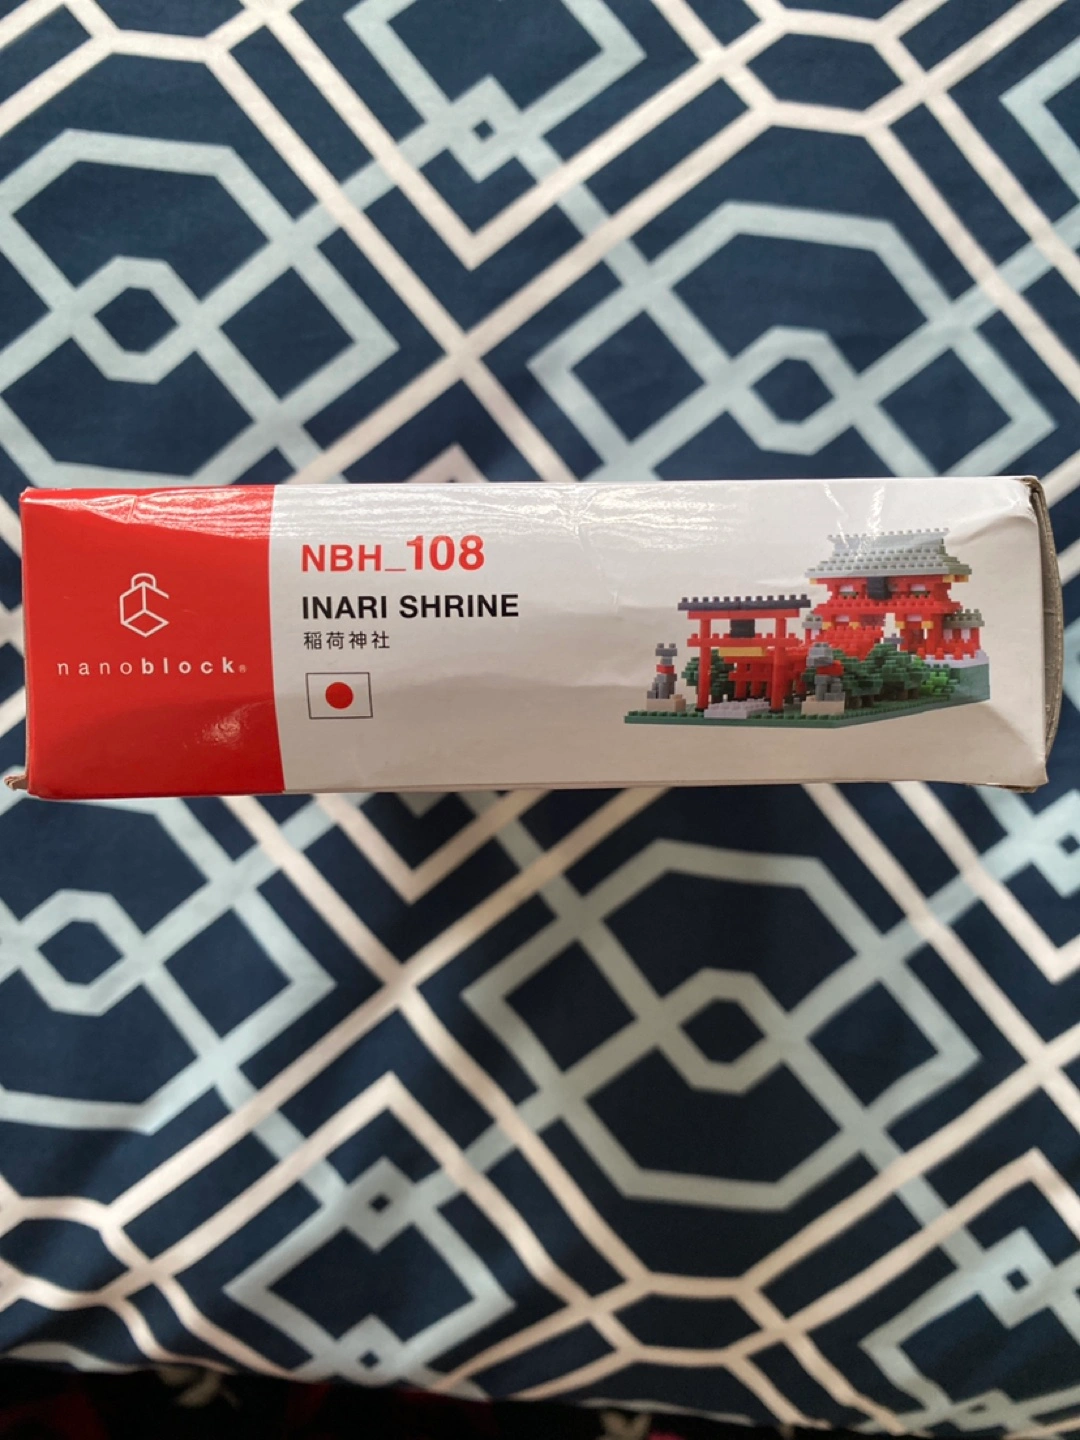 nanoblock®
NBH_108
INARI SHRINE
稲荷神社